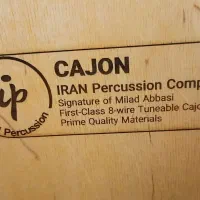 ip
Percussion
CAJON
IRAN Percussion Comp
Signature of Milad Abbasi
First-Class 8-wire Tuneable Cajo
Prime Quality Materials